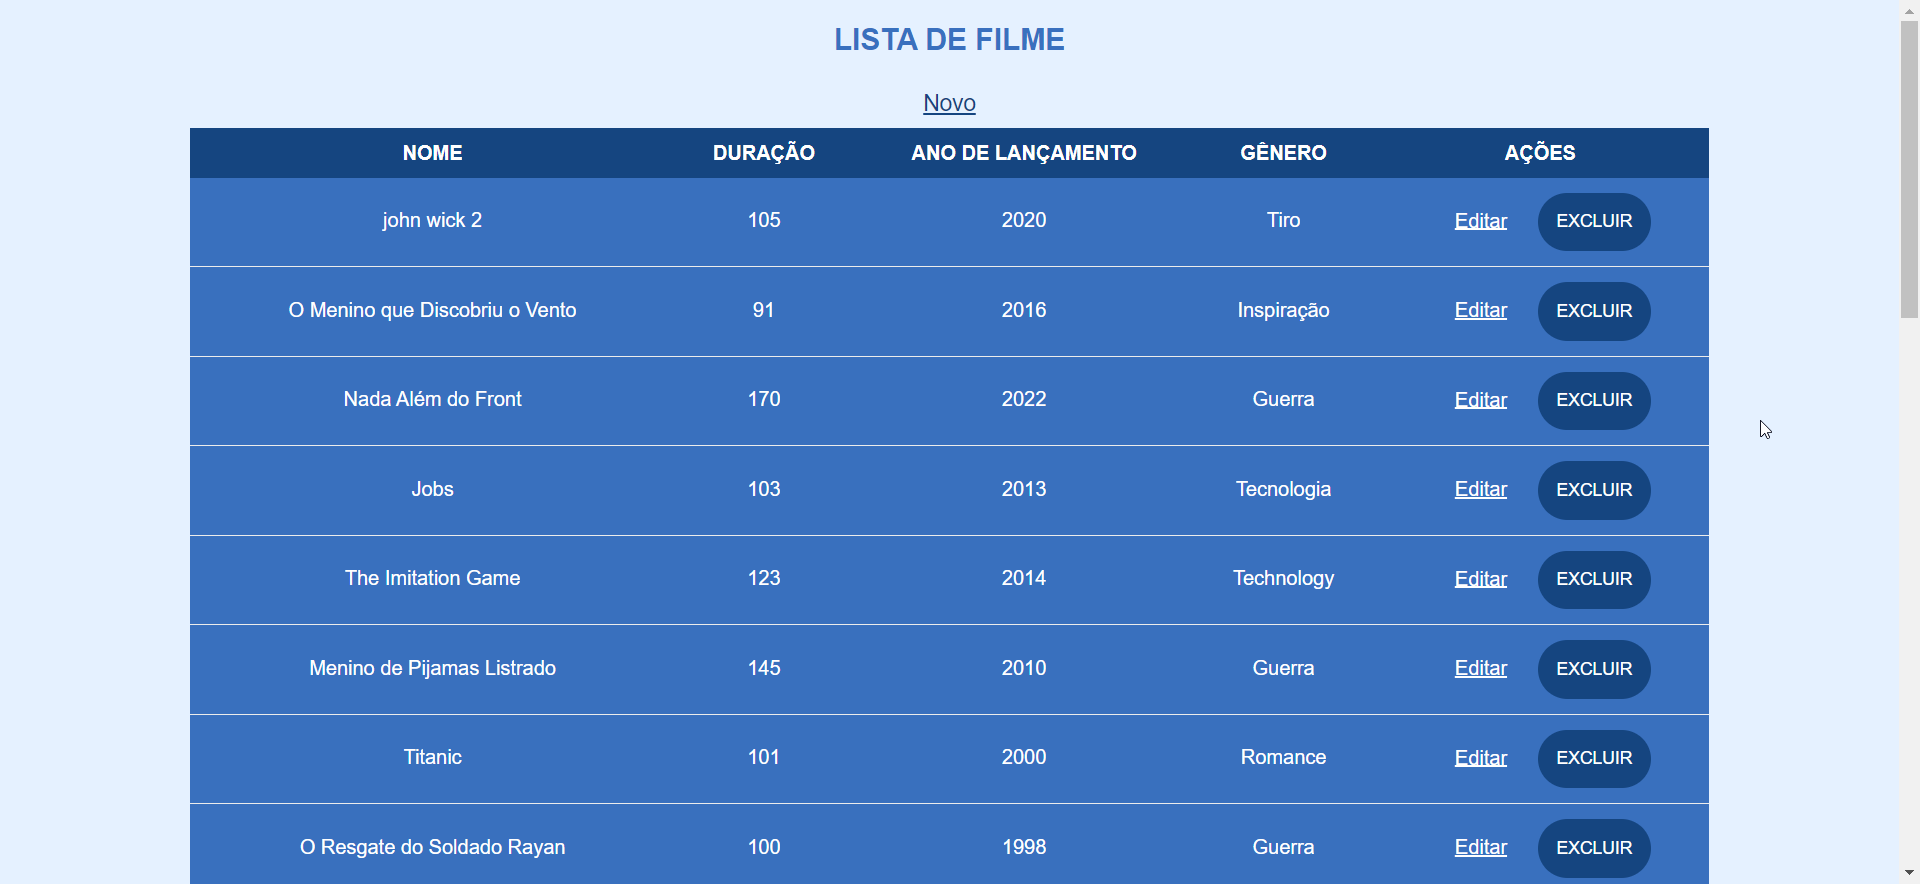 LISTA DE FILME
Novo
NOME DURAÇÃO ANO DE LANÇAMENTO GÊNERO AÇÕES
john wick 2 105 2020 Tiro Editar EXCLUIR
O Menino que Discobriu o Vento 91 2016 Inspiração Editar EXCLUIR
Nada Além do Front 170 2022 Guerra Editar EXCLUIR
Jobs 103 2013 Tecnologia Editar EXCLUIR
The Imitation Game 123 2014 Technology Editar EXCLUIR
Menino de Pijamas Listrado 145 2010 Guerra Editar EXCLUIR
Titanic 101 2000 Romance Editar EXCLUIR
O Resgate do Soldado Rayan 100 1998 Guerra Editar EXCLUIR